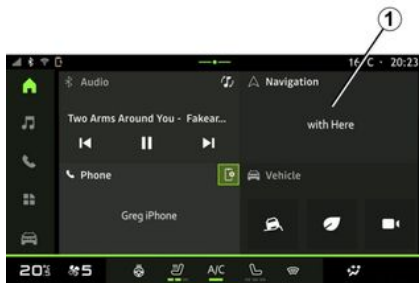 1
16 °C · 20:23
Audio
Navigation
Two Arms Around You - Fakear...
with Here
Phone
Vehicle
Greg iPhone
20
5
A/C